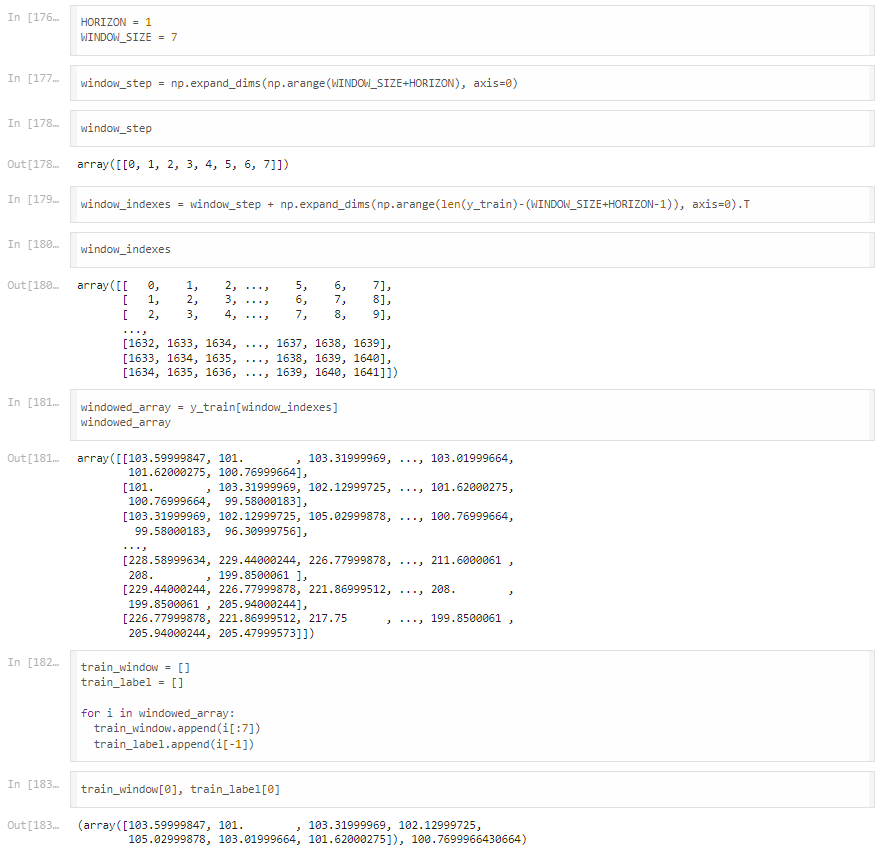 In [176…
HORIZON = 1
WINDOW_SIZE = 7
In [177…
window_step = np.expand_dims(np.arange(WINDOW_SIZE+HORIZON), axis=0)
In [178…
window_step
Out[178…
array([[0, 1, 2, 3, 4, 5, 6, 7]])
In [179…
window_indexes = window_step + np.expand_dims(np.arange(len(y_train)-(WINDOW_SIZE+HORIZON-1)), axis=0).T
In [180…
window_indexes
Out[180…
array([[   0,    1,    2, ...,    5,    6,    7],
       [   1,    2,    3, ...,    6,    7,    8],
       [   2,    3,    4, ...,    7,    8,    9],
       ...,
       [1632, 1633, 1634, ..., 1637, 1638, 1639],
       [1633, 1634, 1635, ..., 1638, 1639, 1640],
       [1634, 1635, 1636, ..., 1639, 1640, 1641]])
In [181…
windowed_array = y_train[window_indexes]
windowed_array
Out[181…
array([[103.59999847, 101.        , 103.31999969, ..., 103.01999664,
        101.62000275, 100.76999664],
       [101.        , 103.31999969, 102.12999725, ..., 101.62000275,
        100.76999664,  99.58000183],
       [103.31999969, 102.12999725, 105.02999878, ..., 100.76999664,
         99.58000183,  96.30999756],
       ...,
       [228.58999634, 229.44000244, 226.77999878, ..., 211.6000061 ,
        208.        , 199.8500061 ],
       [229.44000244, 226.77999878, 221.86999512, ..., 208.        ,
        199.8500061 , 205.94000244],
       [226.77999878, 221.86999512, 217.75      , ..., 199.8500061 ,
        205.94000244, 205.47999573]])
In [182…
train_window = []
train_label = []
for i in windowed_array:
  train_window.append(i[:7])
  train_label.append(i[-1])
In [183…
train_window[0], train_label[0]
Out[183…
(array([103.59999847, 101.        , 103.31999969, 102.12999725,
        105.02999878, 103.01999664, 101.62000275]), 100.7699966430664)